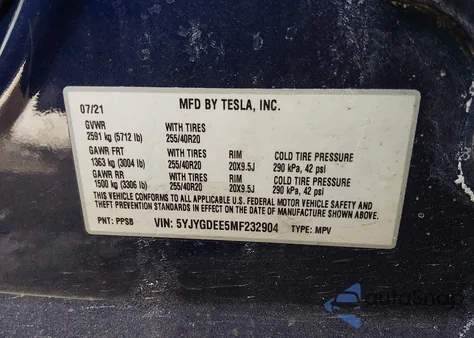 07/21 MFD BY TESLA, INC.
GVWR WITH TIRES
2591 kg (5712 lb) 255/40R20
GAWR FRT WITH TIRES RIM COLD TIRE PRESSURE
1363 kg (3004 lb) 255/40R20 20X9.5J 290 kPa, 42 psi
GAWR RR WITH TIRES RIM COLD TIRE PRESSURE
1500 kg (3306 lb) 255/40R20 20X9.5J 290 kPa, 42 psi
THIS VEHICLE CONFORMS TO ALL APPLICABLE U.S. FEDERAL MOTOR VEHICLE SAFETY AND
THEFT PREVENTION STANDARDS IN EFFECT ON THE DATE OF MANUFACTURE SHOWN ABOVE.
PNT: PPSB VIN: 5YJYGDEE5MF232904 TYPE: MPV
autoSnap